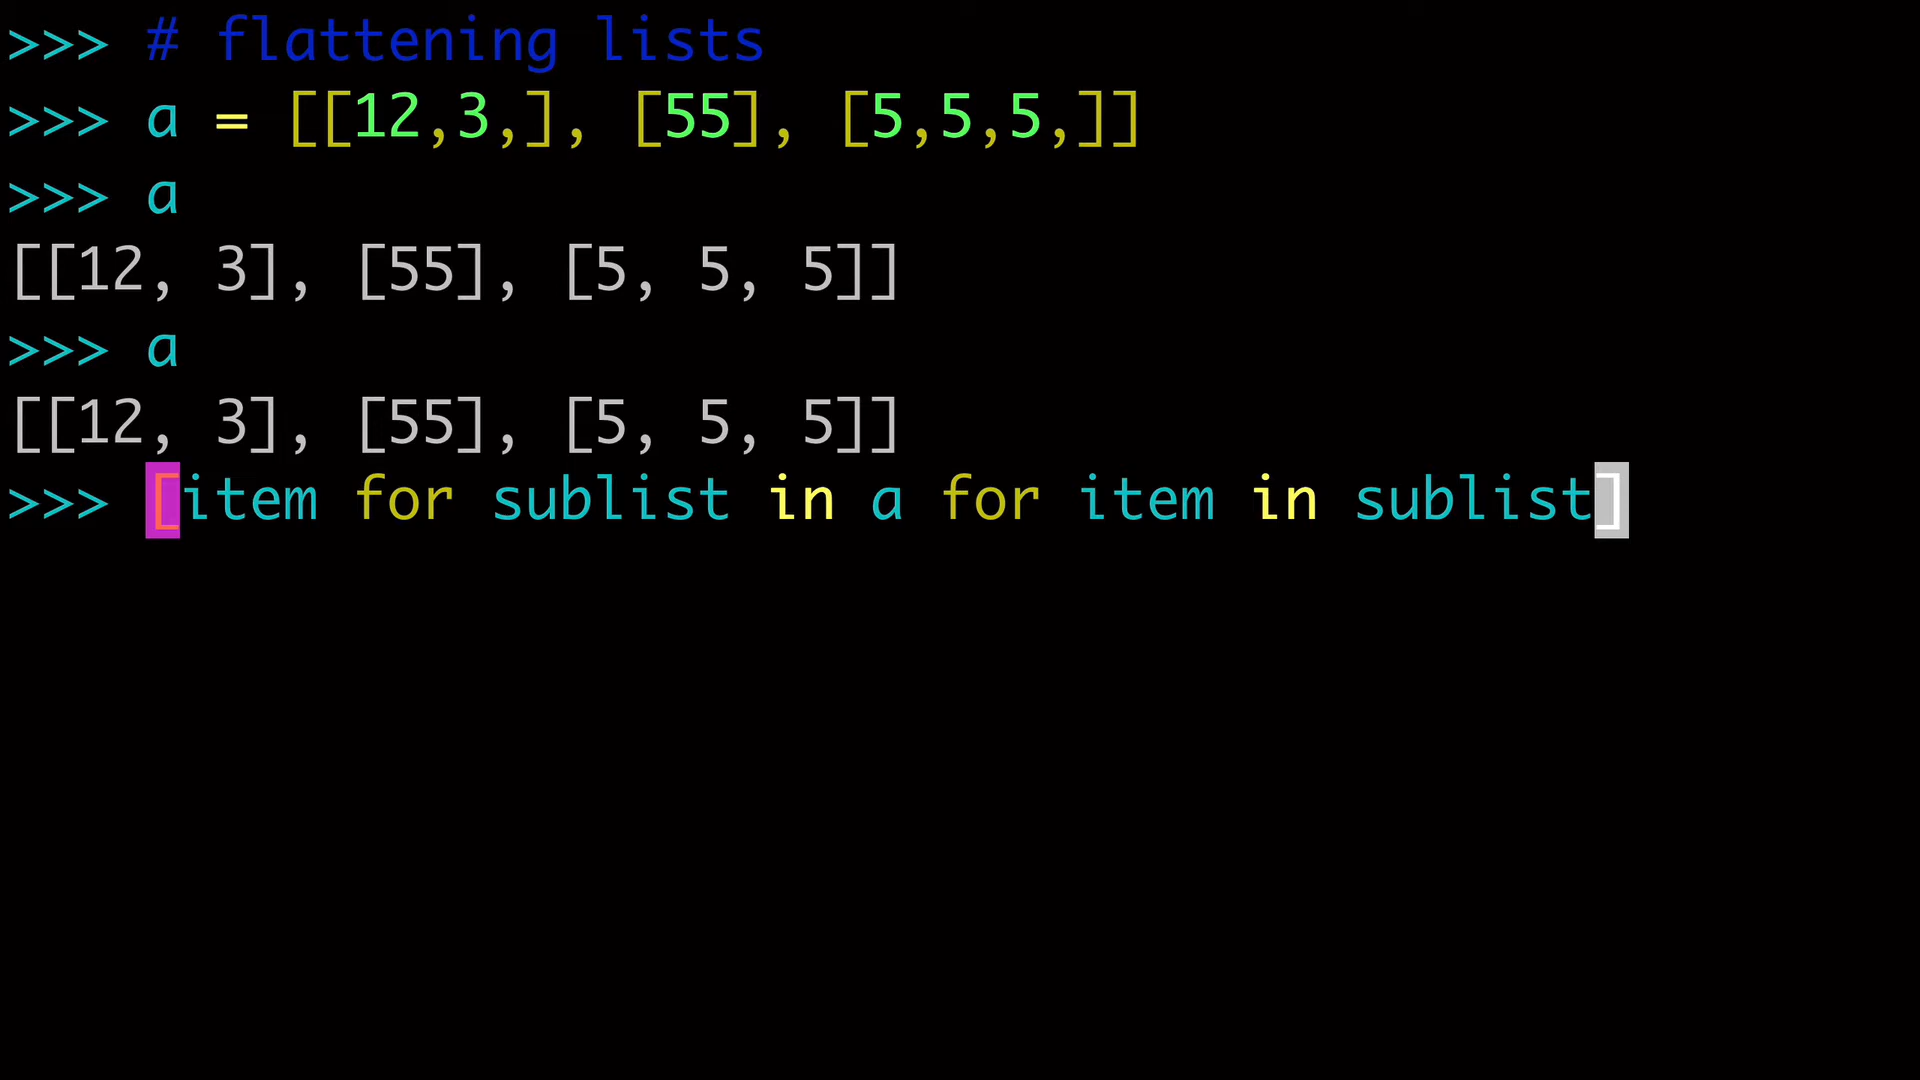 >>> # flattening lists
>>> a = [[12,3,], [55], [5,5,5,]]
>>> a
[[12, 3], [55], [5, 5, 5]]
>>> a
[[12, 3], [55], [5, 5, 5]]
>>> [item for sublist in a for item in sublist]